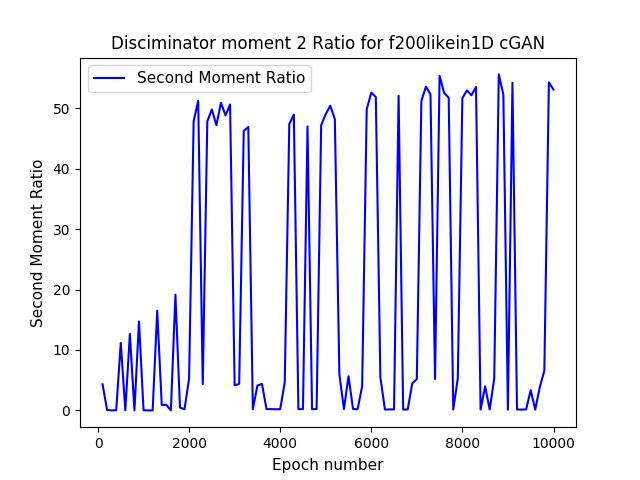 Disciminator moment 2 Ratio for f200likein1D cGAN
Second Moment Ratio
Second Moment Ratio
50
40
30
20
10
0
0 2000 4000 6000 8000 10000
Epoch number